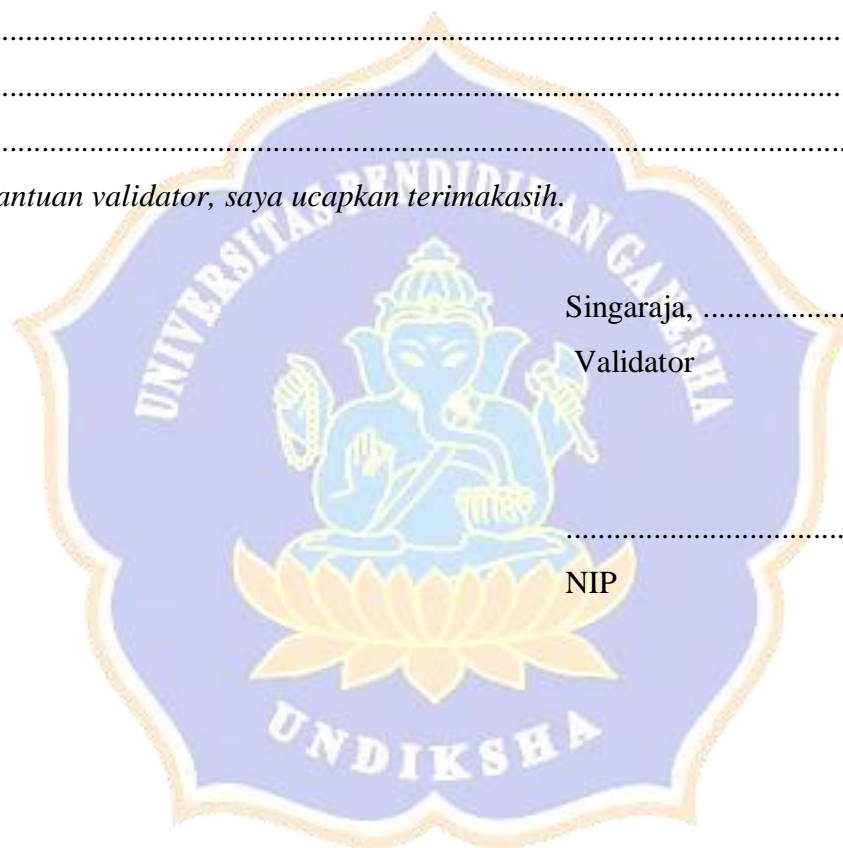 ................................................................................................................
................................................................................................................
................................................................................................................
antuan validator, saya ucapkan terimakasih.
UNIVERSITAS PENDIDIKAN GANESHA
Singaraja, ..................
Validator
...................................
NIP
UNDIKSHA